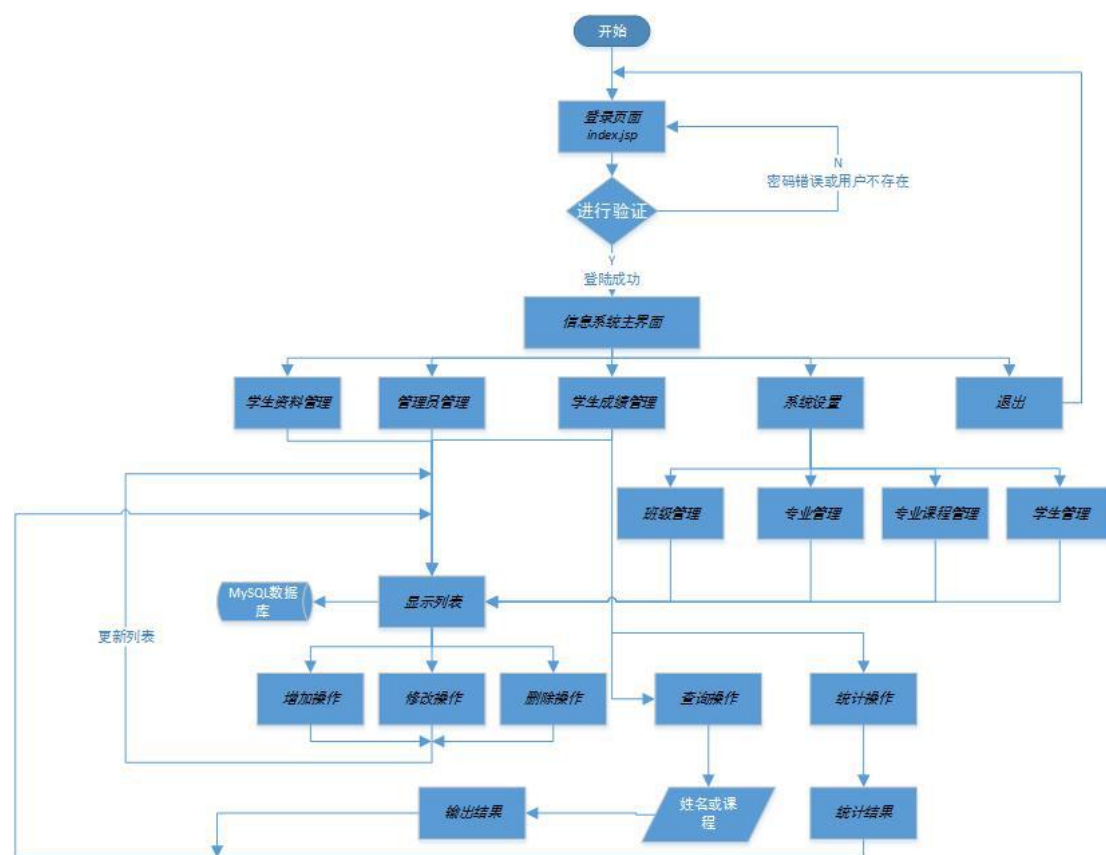 开始
登录页面
index.jsp
N
密码错误或用户不存在
进行验证
Y
登陆成功
信息系统主界面
学生资料管理
管理员管理
学生成绩管理
系统设置
退出
班级管理
专业管理
专业课程管理
学生管理
MySQL数据
库
显示列表
更新列表
增加操作
修改操作
删除操作
查询操作
统计操作
输出结果
姓名或课
程
统计结果